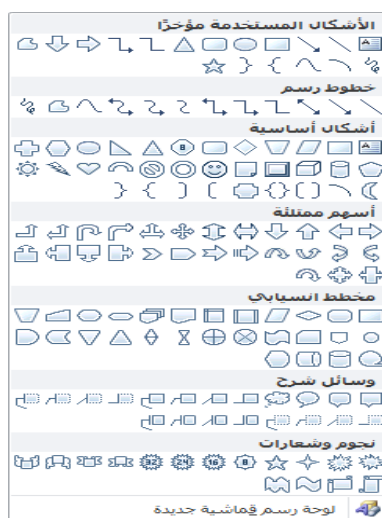 الأشكال المستخدمة مؤخرًا
خطوط رسم
أشكال أساسية
أسهم ممتلئة
مخطط انسيابي
وسائل شرح
نجوم وشعارات
لوحة رسم قماشية جديدة